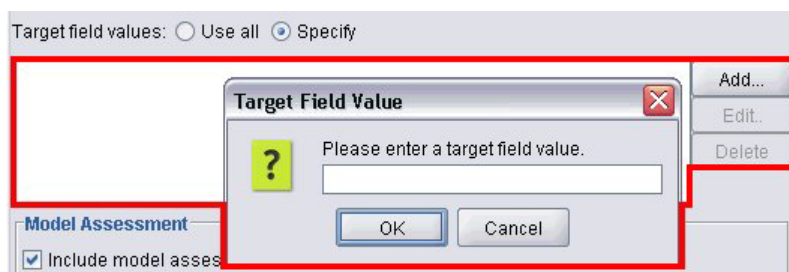 Target field values: Use all Specify
Add...
Target Field Value
Edit..
Please enter a target field value.
Delete
OK Cancel
Model Assessment
Include model asses